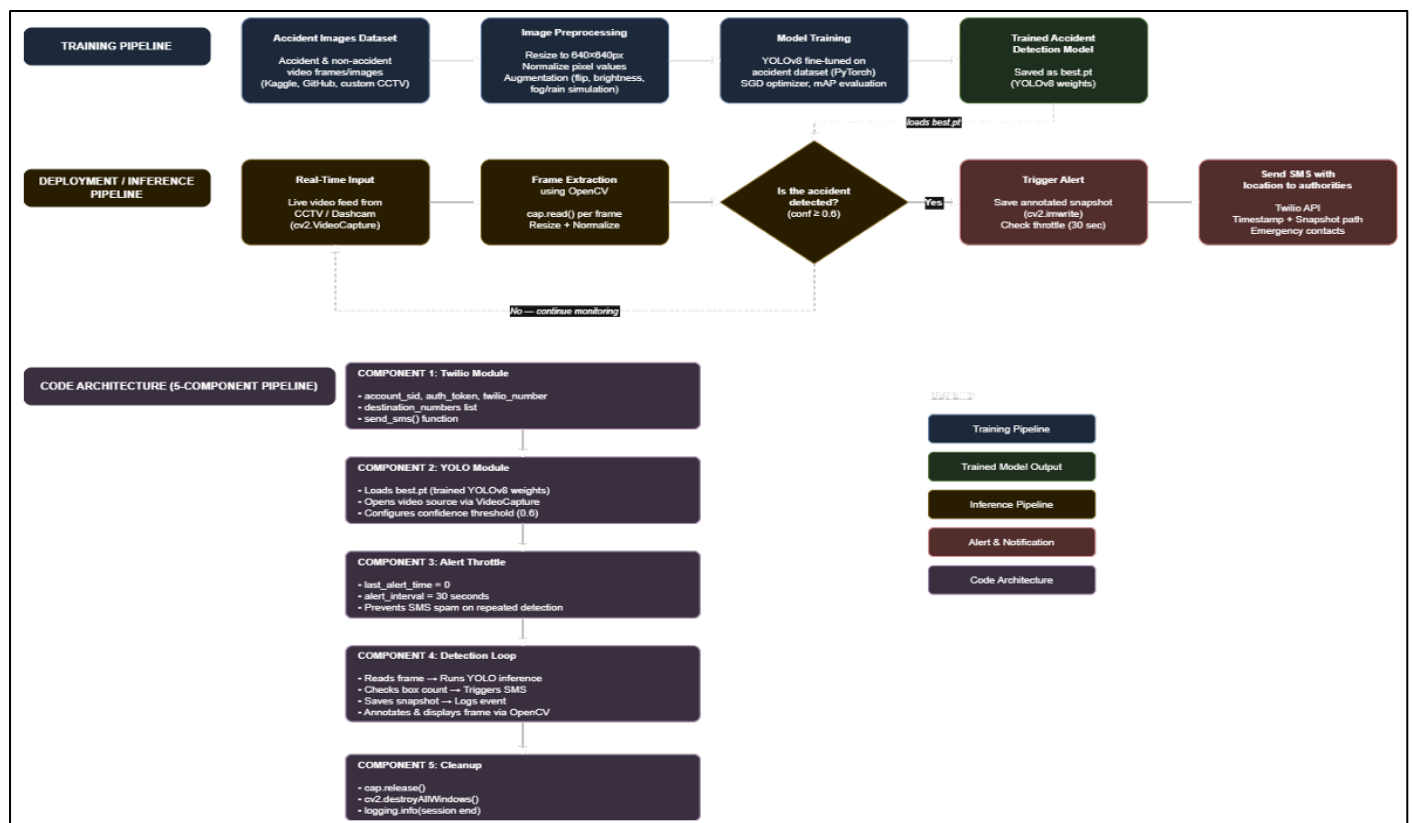 TRAINING PIPELINE
Accident Images Dataset
Accident & non-accident
video frames/images
(Kaggle, GitHub, custom CCTV)
Image Preprocessing
Resize to 640×640px
Normalize pixel values
Augmentation (flip, brightness,
fog/rain simulation)
Model Training
YOLOv8 fine-tuned on
accident dataset (PyTorch)
SGD optimizer, mAP evaluation
Trained Accident
Detection Model
Saved as best.pt
(YOLOv8 weights)
loads best.pt
DEPLOYMENT / INFERENCE
PIPELINE
Real-Time Input
Live video feed from
CCTV / Dashcam
(cv2.VideoCapture)
Frame Extraction
using OpenCV
cap.read() per frame
Resize + Normalize
Is the accident
detected?
(conf ≥ 0.6)
Yes
Trigger Alert
Save annotated snapshot
(cv2.imwrite)
Check throttle (30 sec)
Send SMS with
location to authorities
Twilio API
Timestamp + Snapshot path
Emergency contacts
No — continue monitoring
CODE ARCHITECTURE (5-COMPONENT PIPELINE)
COMPONENT 1: Twilio Module
• account_sid, auth_token, twilio_number
• destination_numbers list
• send_sms() function
COMPONENT 2: YOLO Module
• Loads best.pt (trained YOLOv8 weights)
• Opens video source via VideoCapture
• Configures confidence threshold (0.6)
COMPONENT 3: Alert Throttle
• last_alert_time = 0
• alert_interval = 30 seconds
• Prevents SMS spam on repeated detection
COMPONENT 4: Detection Loop
• Reads frame → Runs YOLO inference
• Checks box count → Triggers SMS
• Saves snapshot → Logs event
• Annotates & displays frame via OpenCV
COMPONENT 5: Cleanup
• cap.release()
• cv2.destroyAllWindows()
• logging.info(session end)
Training Pipeline
Trained Model Output
Inference Pipeline
Alert & Notification
Code Architecture